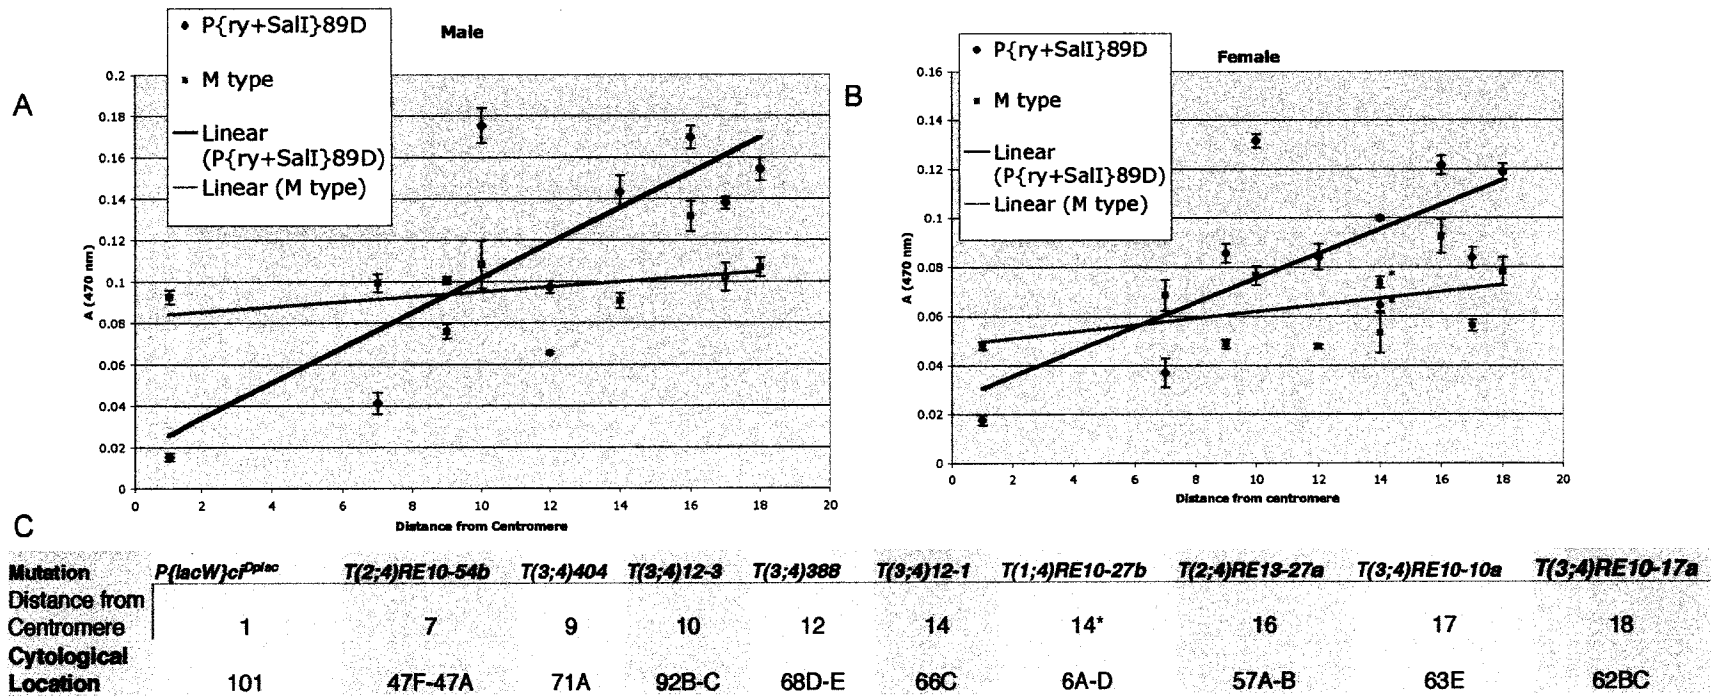 A
P{ry+SalI}89D
M type
Linear
(P{ry+SalI}89D)
Linear (M type)
Male
A (470 nm)
0.2
0.18
0.16
0.14
0.12
0.1
0.08
0.06
0.04
0.02
0
0 2 4 6 8 10 12 14 16 18 20
Distance from Centromere
B
P{ry+SalI}89D
M type
Linear
(P{ry+SalI}89D)
Linear (M type)
Female
A (470 nm)
0.16
0.14
0.12
0.1
0.08
0.06
0.04
0.02
0
0 2 4 6 8 10 12 14 16 18 20
Distance from centromere
C
Mutation P{lacW}ci^Dplac T(2;4)RE10-54b T(3;4)404 T(3;4)12-3 T(3;4)388 T(3;4)12-1 T(1;4)RE10-27b T(2;4)RE13-27a T(3;4)RE10-10a T(3;4)RE10-17a
Distance from
Centromere 1 7 9 10 12 14 14* 16 17 18
Cytological
Location 101 47F-47A 71A 92B-C 68D-E 66C 6A-D 57A-B 63E 62BC